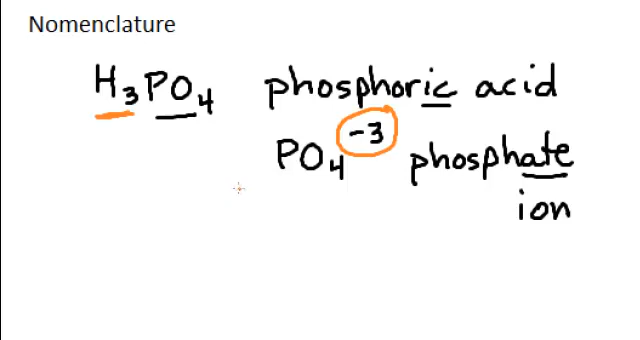 Nomenclature
H₃PO₄ phosphoric acid
PO₄⁻³ phosphate
ion